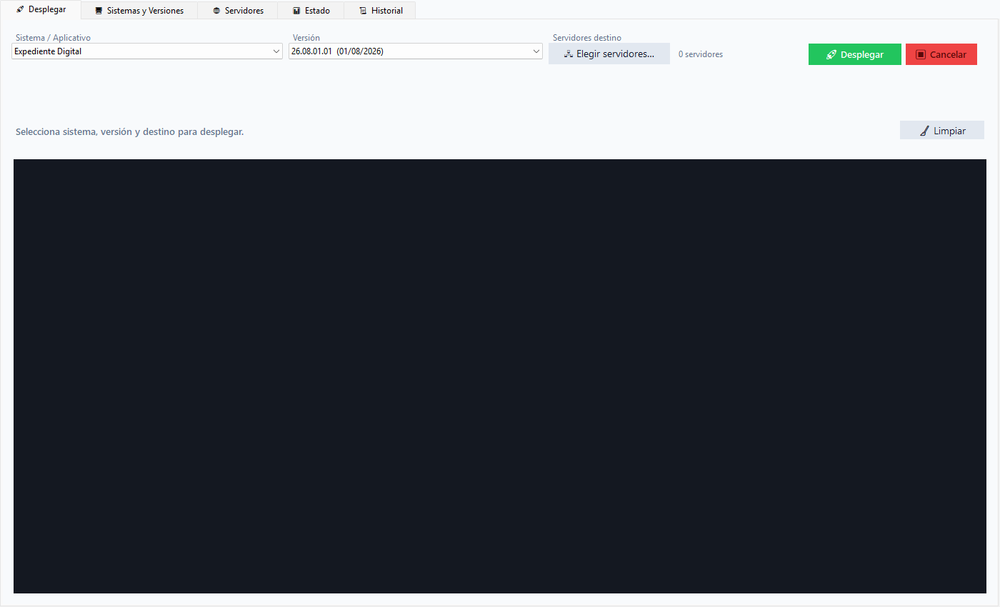 Desplegar
Sistemas y Versiones
Servidores
Estado
Historial
Sistema / Aplicativo
Versión
Servidores destino
Expediente Digital
26.08.01.01 (01/08/2026)
Elegir servidores...
0 servidores
Desplegar
Cancelar
Selecciona sistema, versión y destino para desplegar.
Limpiar